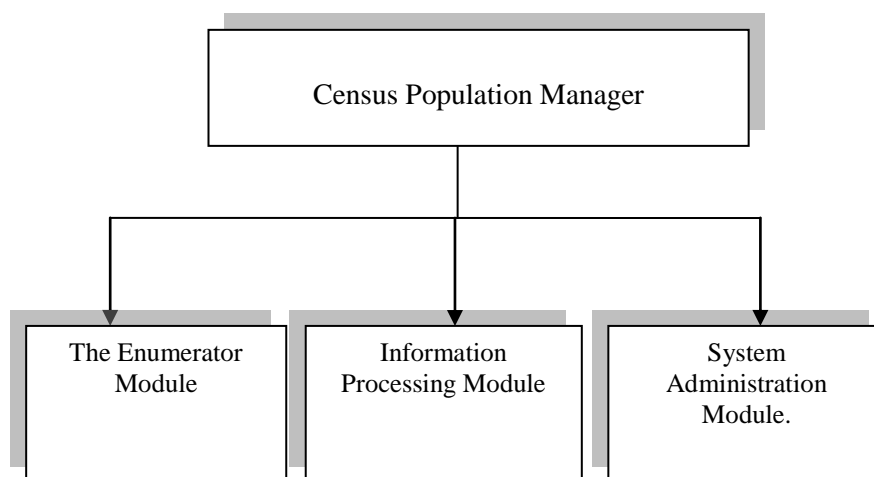 Census Population Manager
The Enumerator
Module
Information
Processing Module
System
Administration
Module.